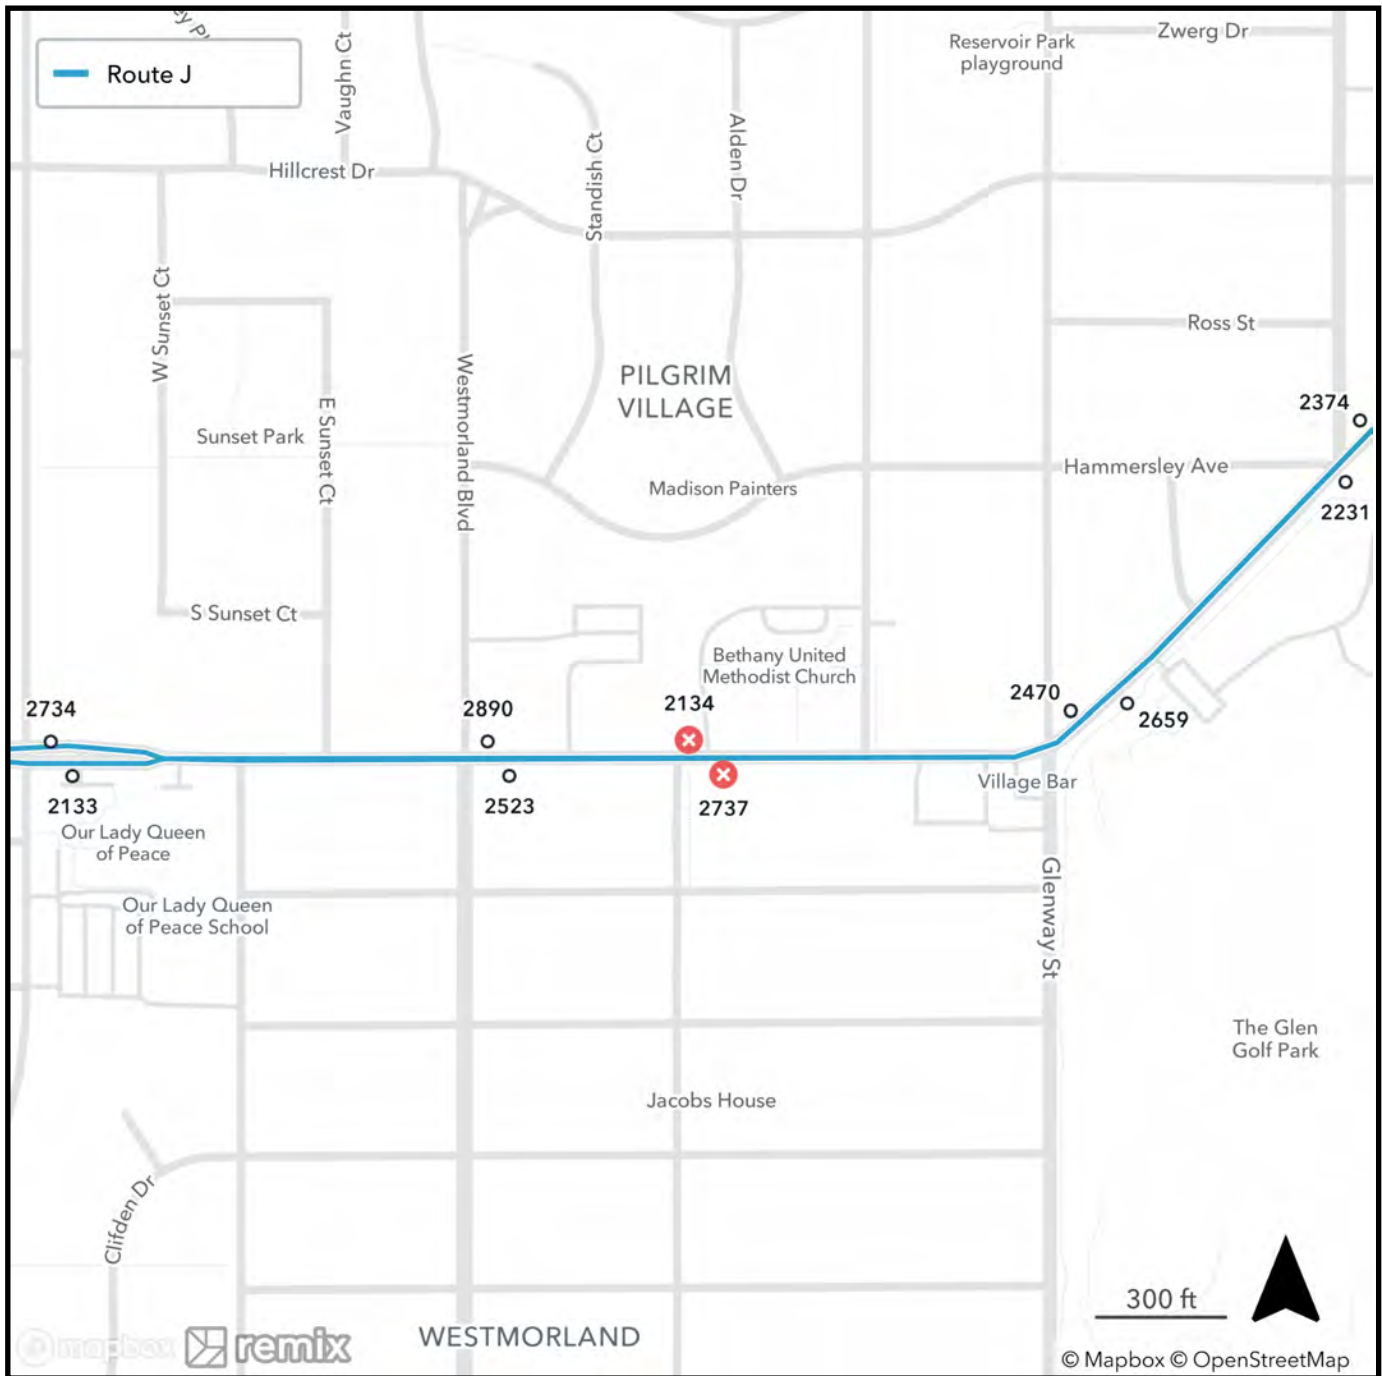 Route J
Vaughn Ct
Zwerg Dr
Reservoir Park
playground
Hillcrest Dr
Standish Ct
Alden Dr
W Sunset Ct
Ross St
Westmorland Blvd
PILGRIM
VILLAGE
E Sunset Ct
2374
Sunset Park
Hammersley Ave
Madison Painters
2231
S Sunset Ct
Bethany United
Methodist Church
2734
2890
2134
2470
2659
Village Bar
2133
2523
2737
Our Lady Queen
of Peace
Our Lady Queen
of Peace School
Glenway St
The Glen
Golf Park
Jacobs House
Clifden Dr
300 ft
WESTMORLAND
mapbox
remix
© Mapbox © OpenStreetMap